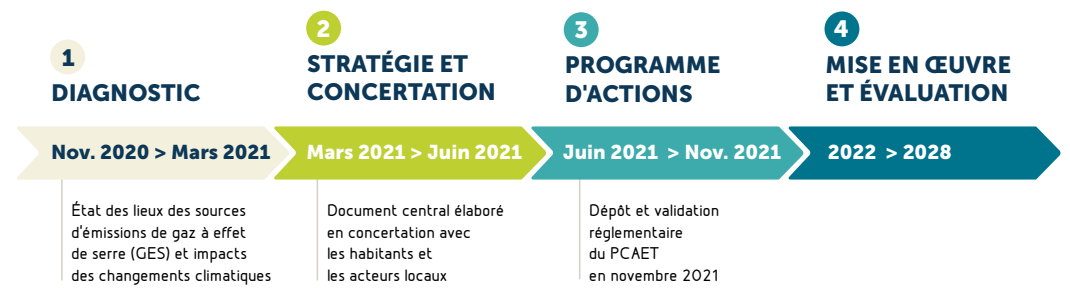 1
DIAGNOSTIC
Nov. 2020 > Mars 2021
État des lieux des sources
d'émissions de gaz à effet
de serre (GES) et impacts
des changements climatiques
2
STRATÉGIE ET
CONCERTATION
Mars 2021 > Juin 2021
Document central élaboré
en concertation avec
les habitants et
les acteurs locaux
3
PROGRAMME
D'ACTIONS
Juin 2021 > Nov. 2021
Dépôt et validation
réglementaire
du PCAET
en novembre 2021
4
MISE EN ŒUVRE
ET ÉVALUATION
2022 > 2028